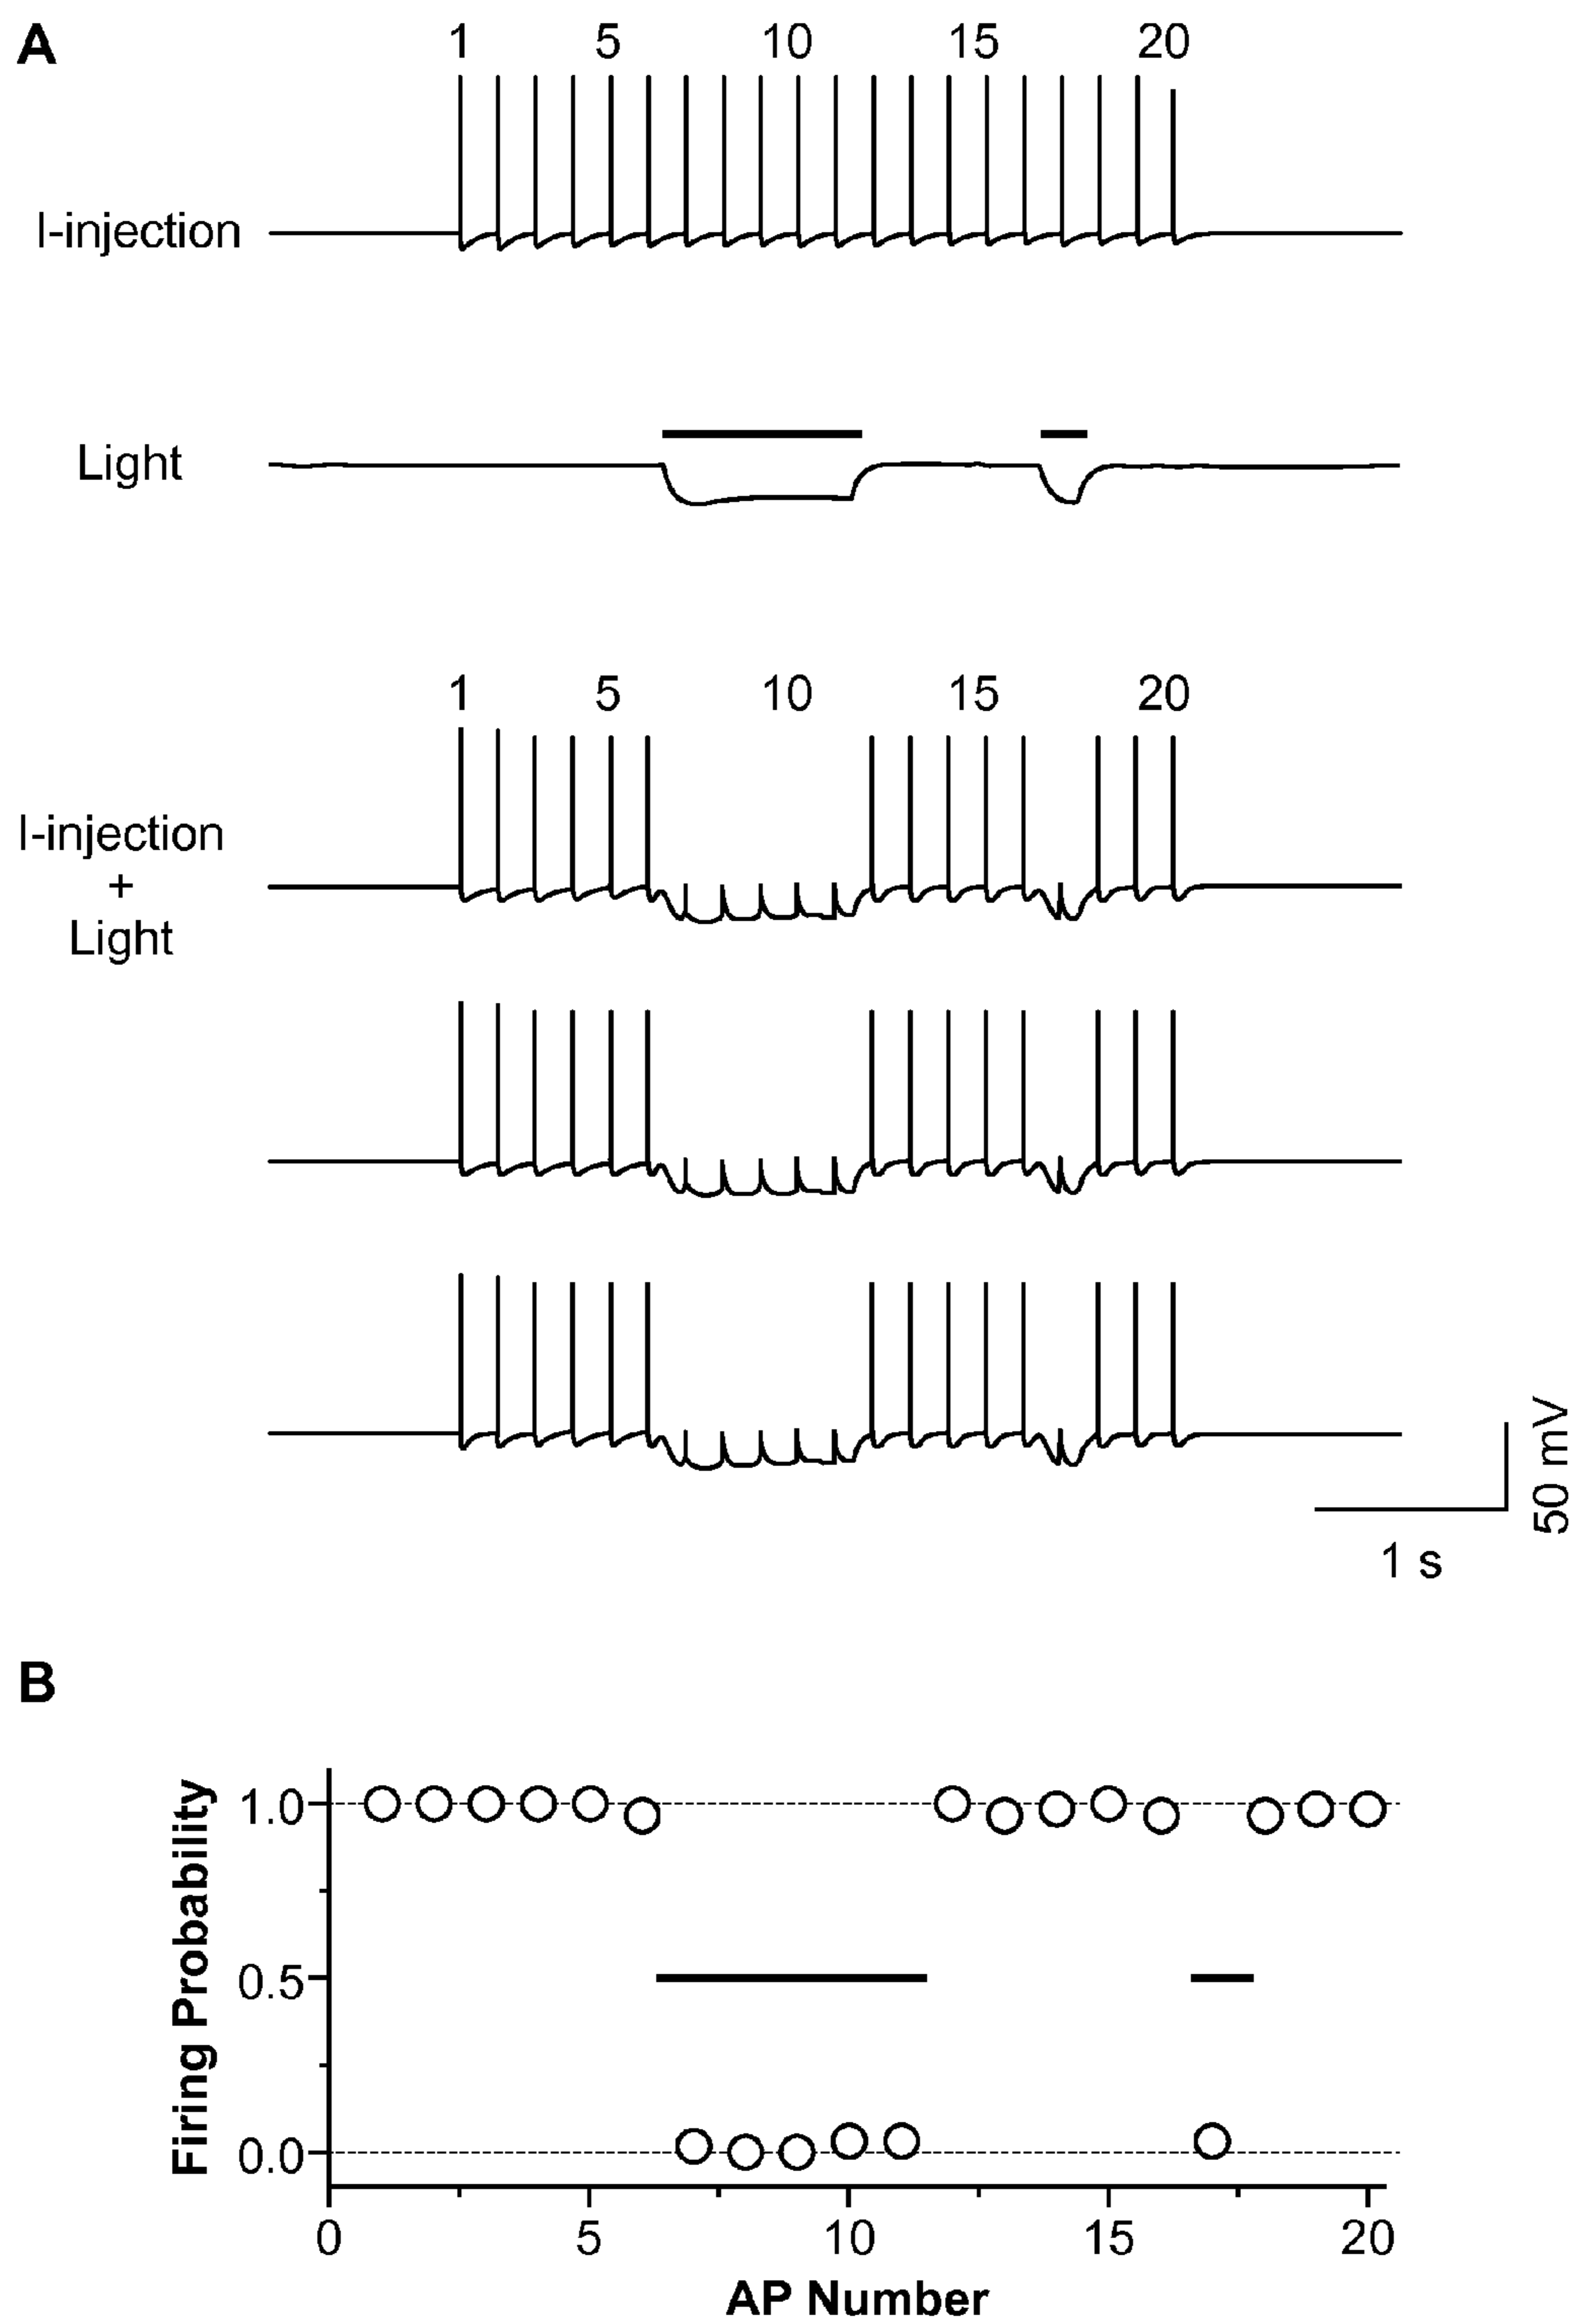 A
1 5 10 15 20
I-injection
Light
1 5 10 15 20
I-injection
+
Light
50 mV
1 s
B
Firing Probability
1.0
0.5
0.0
0 5 10 15 20
AP Number